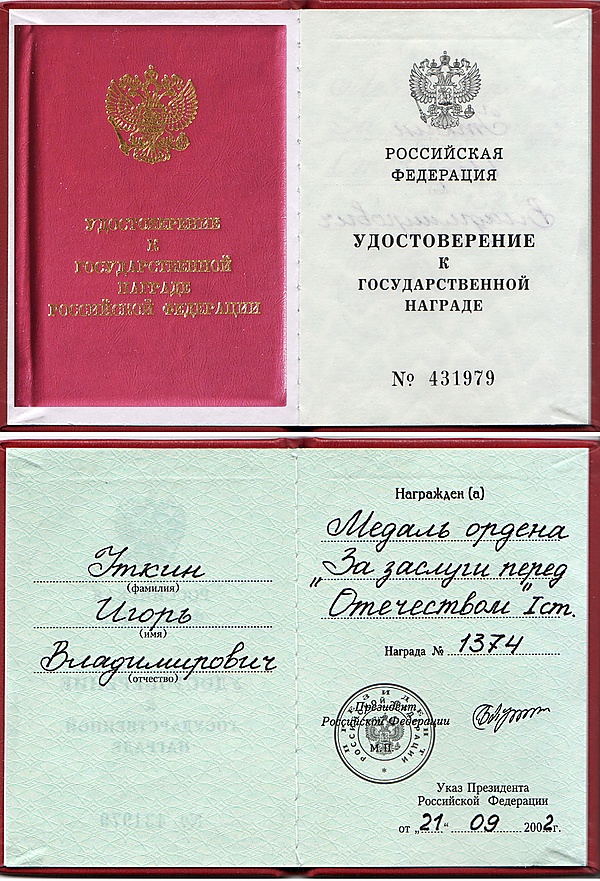 УДОСТОВЕРЕНИЕ
К
ГОСУДАРСТВЕННОЙ
НАГРАДЕ
РОССИЙСКОЙ ФЕДЕРАЦИИ
РОССИЙСКАЯ
ФЕДЕРАЦИЯ
УДОСТОВЕРЕНИЕ
К
ГОСУДАРСТВЕННОЙ
НАГРАДЕ
№ 431979
Уткин
(фамилия)
Игорь
(имя)
Владимирович
(отчество)
Награжден (а)
Медаль ордена
„За заслуги перед
Отечеством" I ст.
Награда № 1374
Президент
Российской Федерации
М.П.
Указ Президента
Российской Федерации
от „21" 09 2002г.